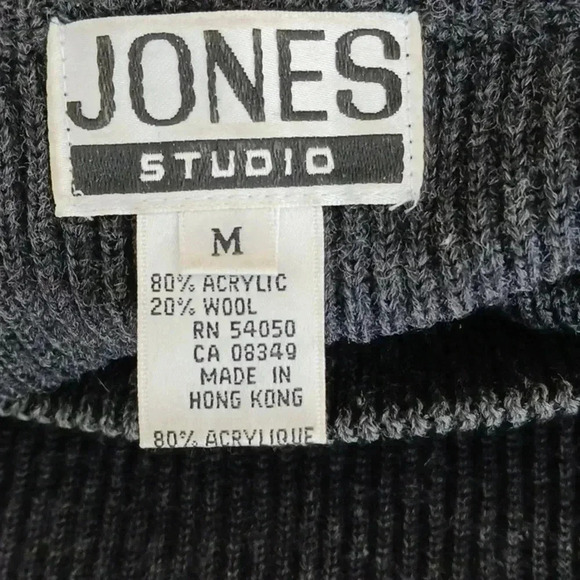 JONES
STUDIO
M
80% ACRYLIC
20% WOOL
RN 54050
CA 08349
MADE IN
HONG KONG
80% ACRYLIQUE